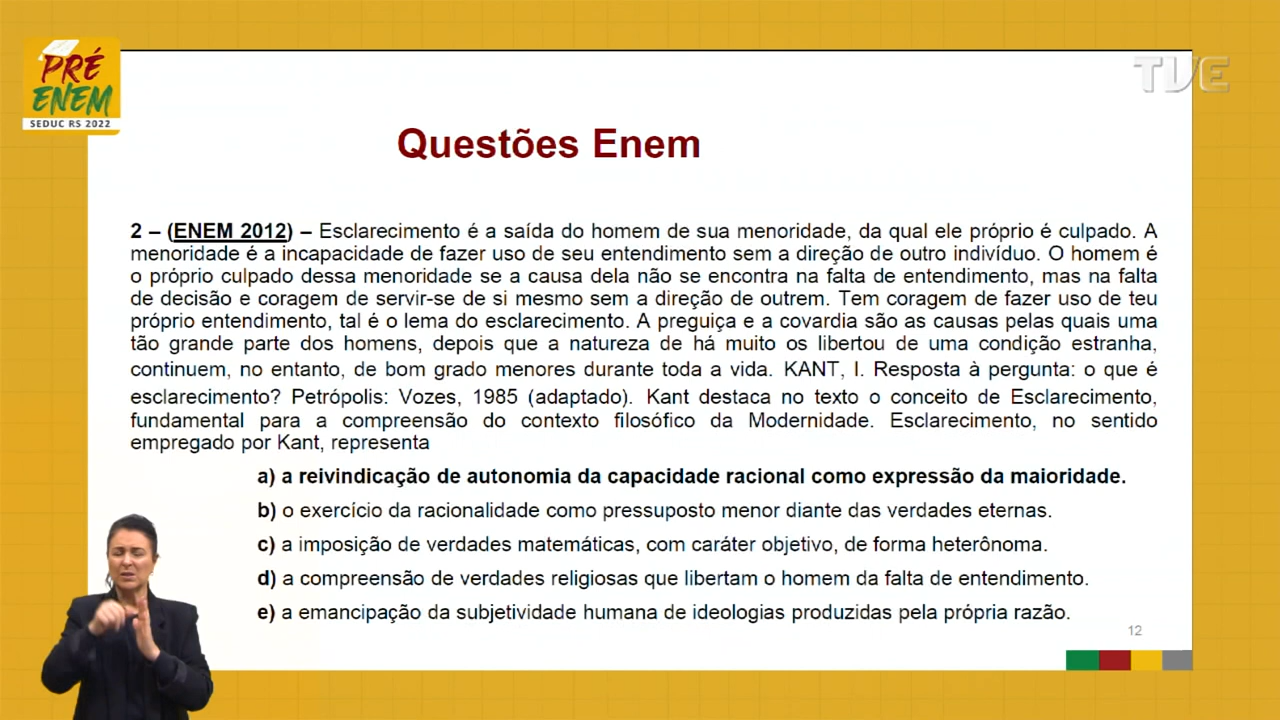 PRÉ
ENEM
SEDUC RS 2022
TVE
Questões Enem
2 – (ENEM 2012) – Esclarecimento é a saída do homem de sua menoridade, da qual ele próprio é culpado. A
menoridade é a incapacidade de fazer uso de seu entendimento sem a direção de outro indivíduo. O homem é
o próprio culpado dessa menoridade se a causa dela não se encontra na falta de entendimento, mas na falta
de decisão e coragem de servir-se de si mesmo sem a direção de outrem. Tem coragem de fazer uso de teu
próprio entendimento, tal é o lema do esclarecimento. A preguiça e a covardia são as causas pelas quais uma
tão grande parte dos homens, depois que a natureza de há muito os libertou de uma condição estranha,
continuem, no entanto, de bom grado menores durante toda a vida. KANT, I. Resposta à pergunta: o que é
esclarecimento? Petrópolis: Vozes, 1985 (adaptado). Kant destaca no texto o conceito de Esclarecimento,
fundamental para a compreensão do contexto filosófico da Modernidade. Esclarecimento, no sentido
empregado por Kant, representa
a) a reivindicação de autonomia da capacidade racional como expressão da maioridade.
b) o exercício da racionalidade como pressuposto menor diante das verdades eternas.
c) a imposição de verdades matemáticas, com caráter objetivo, de forma heterônoma.
d) a compreensão de verdades religiosas que libertam o homem da falta de entendimento.
e) a emancipação da subjetividade humana de ideologias produzidas pela própria razão.
12